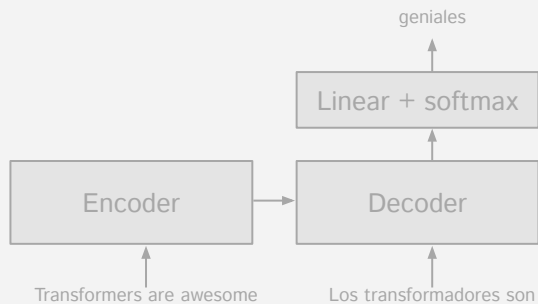 geniales
Linear + softmax
Encoder
Decoder
Transformers are awesome
Los transformadores son